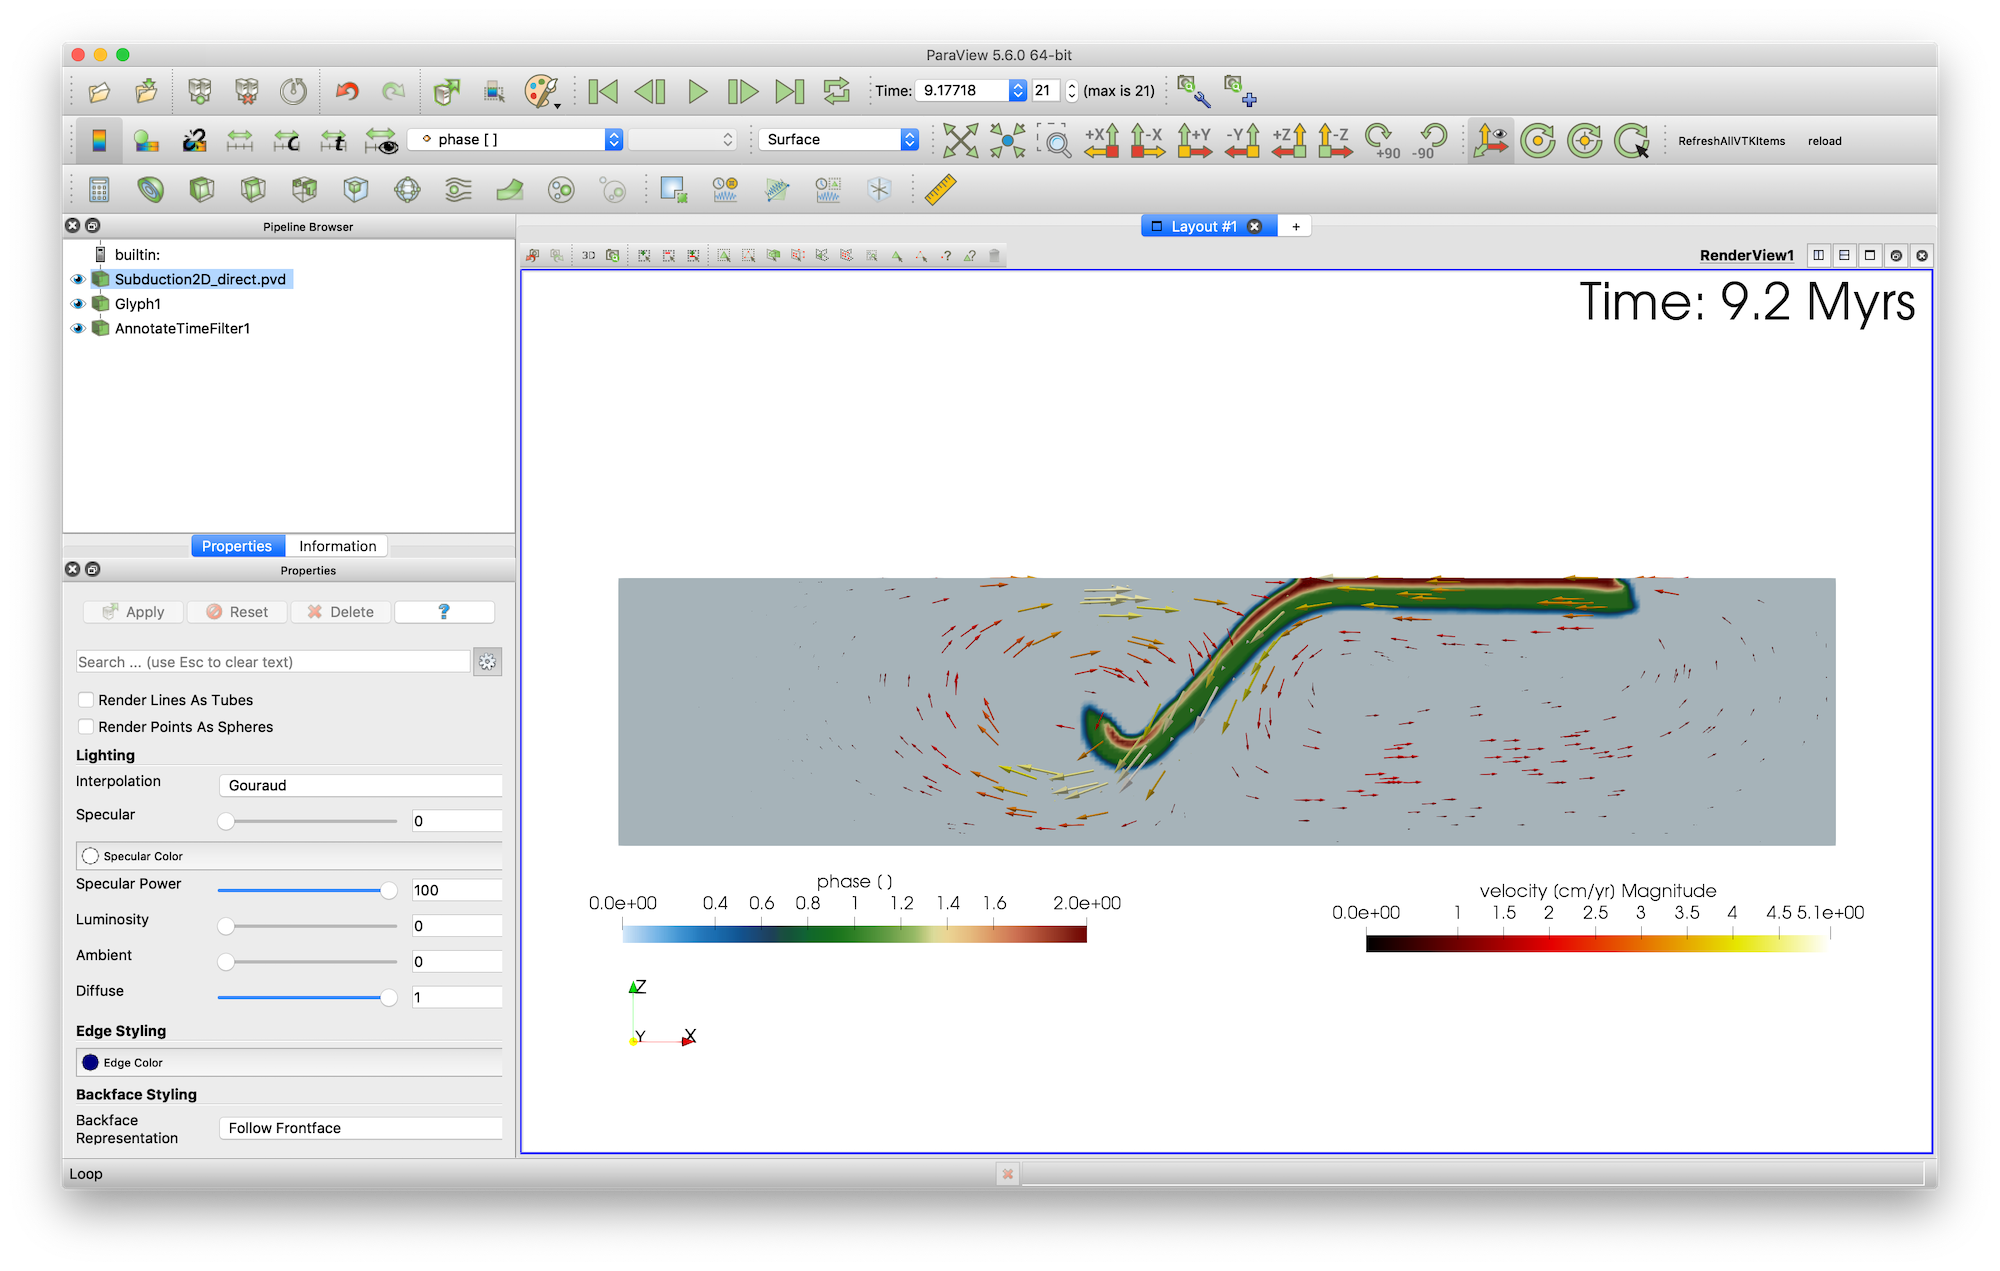 ParaView 5.6.0 64-bit
Time: 9.17718 21 (max is 21)
phase [ ] Surface +X -X +Y -Y +Z -Z +90 -90 RefreshAllVTKItems reload
Pipeline Browser
Layout #1 +
builtin:
3D
RenderView1
Subduction2D_direct.pvd
Glyph1
AnnotateTimeFilter1
Time: 9.2 Myrs
Properties Information
Properties
Apply Reset Delete ?
Search ... (use Esc to clear text)
Render Lines As Tubes
Render Points As Spheres
Lighting
Interpolation Gouraud
Specular 0
Specular Color
Specular Power 100
Luminosity 0
Ambient 0
Diffuse 1
Edge Styling
Edge Color
Backface Styling
Backface
Representation
Follow Frontface
phase ( )
0.0e+00 0.4 0.6 0.8 1 1.2 1.4 1.6 2.0e+00
velocity (cm/yr) Magnitude
0.0e+00 1 1.5 2 2.5 3 3.5 4 4.5 5.1e+00
Z
Y X
Loop